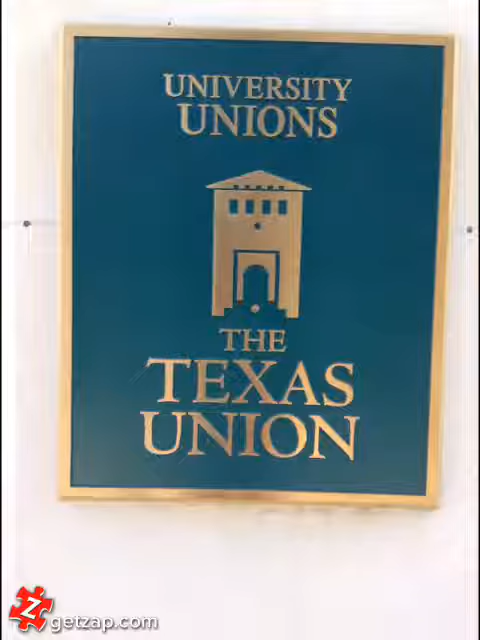 UNIVERSITY
UNIONS
THE
TEXAS
UNION
Z getzap.com